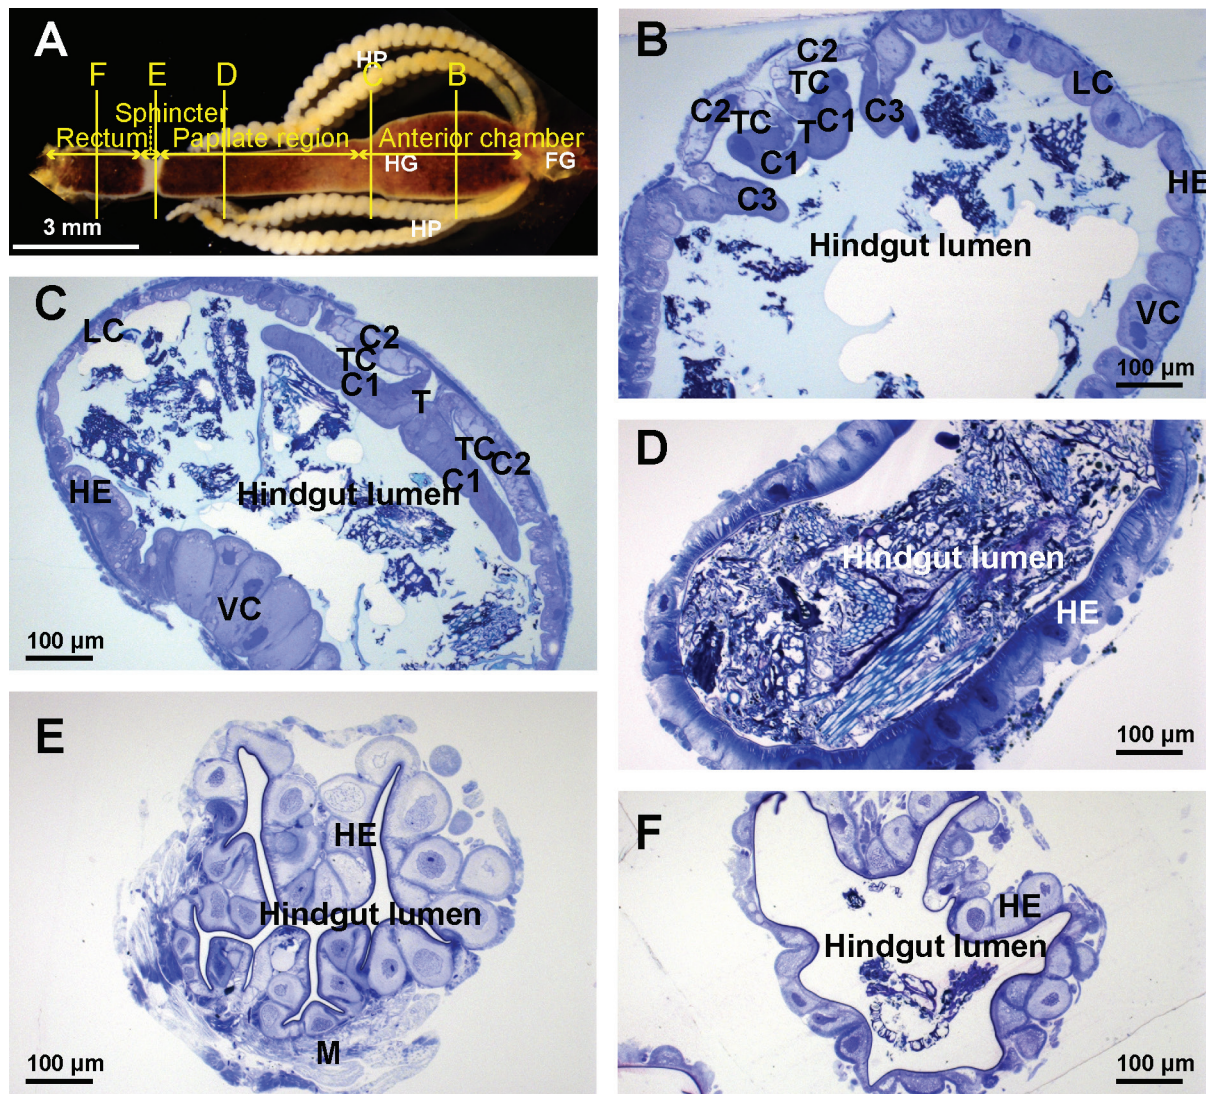 A
HP
F
E
D
C
B
Sphincter
Rectum
Papilate region
Anterior chamber
HG
FG
3 mm
HP
B
C2
TC
C2
TC
C1
T
C3
C1
C3
LC
HE
Hindgut lumen
VC
100 µm
C
LC
C2
TC
C1
T
TC
C2
C1
HE
Hindgut lumen
VC
100 µm
D
Hindgut lumen
HE
100 µm
E
HE
Hindgut lumen
M
100 µm
F
HE
Hindgut lumen
100 µm